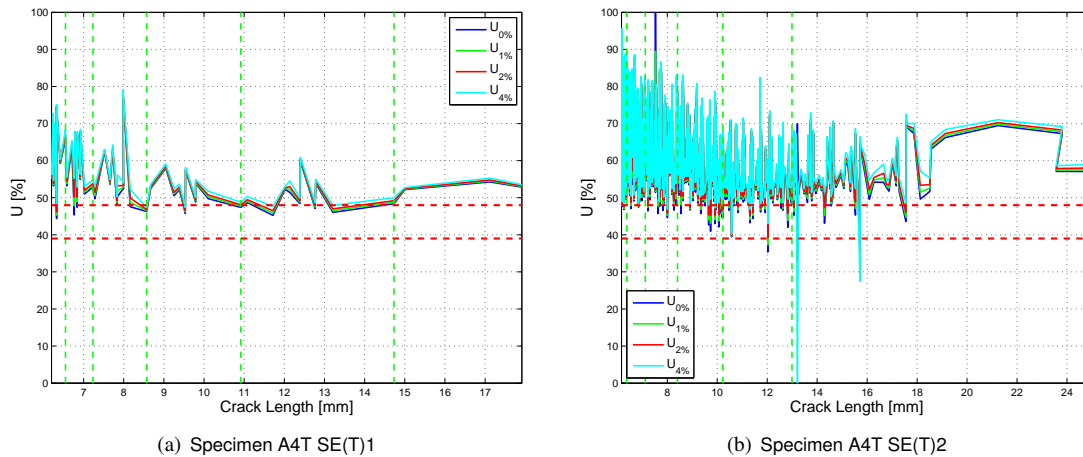 100
90
80
70
60
50
40
30
20
10
0
U [%]
7 8 9 10 11 12 13 14 15 16 17
Crack Length [mm]
U0%
U1%
U2%
U4%
(a) Specimen A4T SE(T)1
100
90
80
70
60
50
40
30
20
10
0
U [%]
8 10 12 14 16 18 20 22 24
Crack Length [mm]
U0%
U1%
U2%
U4%
(b) Specimen A4T SE(T)2